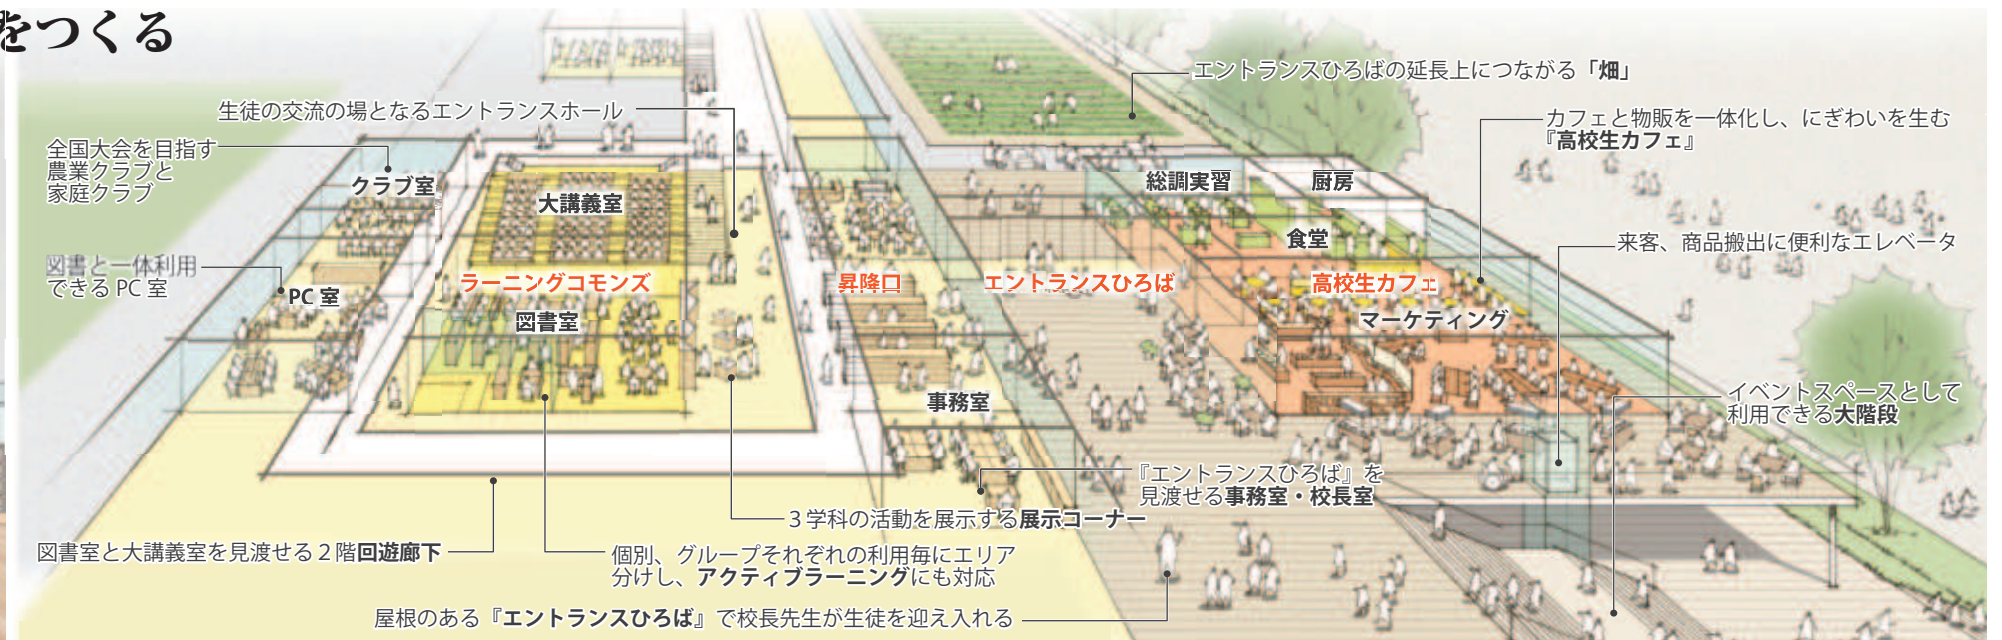 をつくる
エントランスひろばの延長上につながる「畑」
生徒の交流の場となるエントランスホール
カフェと物販を一体化し、にぎわいを生む
『高校生カフェ』
全国大会を目指す
農業クラブと
家庭クラブ
クラブ室
大講義室
総調実習
厨房
食堂
来客、商品搬出に便利なエレベータ
図書と一体利用
できる PC 室
PC 室
ラーニングコモンズ
昇降口
エントランスひろば
高校生カフェ
図書室
マーケティング
事務室
イベントスペースとして
利用できる大階段
『エントランスひろば』を
見渡せる事務室・校長室
3学科の活動を展示する展示コーナー
図書室と大講義室を見渡せる2階回遊廊下
個別、グループそれぞれの利用毎にエリア
分けし、アクティブラーニングにも対応
屋根のある『エントランスひろば』で校長先生が生徒を迎え入れる